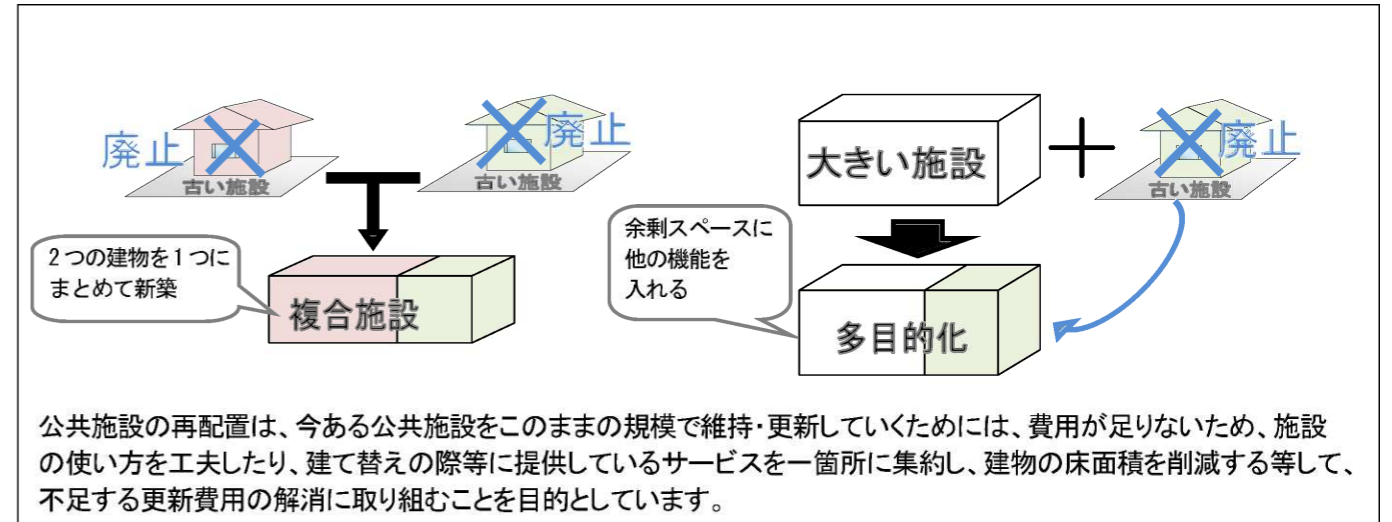 廃止
古い施設
廃止
古い施設
2つの建物を1つに
まとめて新築
複合施設
大きい施設
廃止
古い施設
余剰スペースに
他の機能を
入れる
多目的化
公共施設の再配置は、今ある公共施設をこのままの規模で維持・更新していくためには、費用が足りないため、施設
の使い方を工夫したり、建て替えの際等に提供しているサービスを一箇所に集約し、建物の床面積を削減する等して、
不足する更新費用の解消に取り組むことを目的としています。